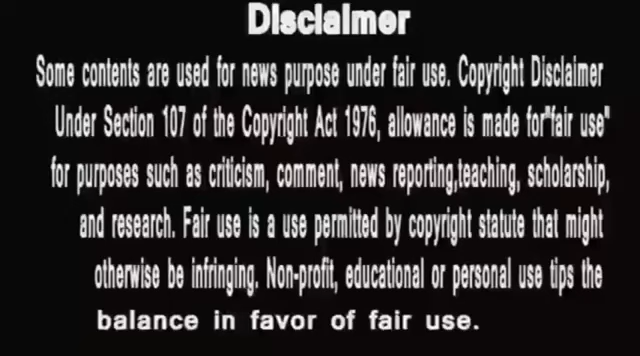 Disclaimer
Some contents are used for news purpose under fair use. Copyright Disclaimer
Under Section 107 of the Copyright Act 1976, allowance is made for"fair use"
for purposes such as criticism, comment, news reporting,teaching, scholarship,
and research. Fair use is a use permitted by copyright statute that might
otherwise be infringing. Non-profit, educational or personal use tips the
balance in favor of fair use.